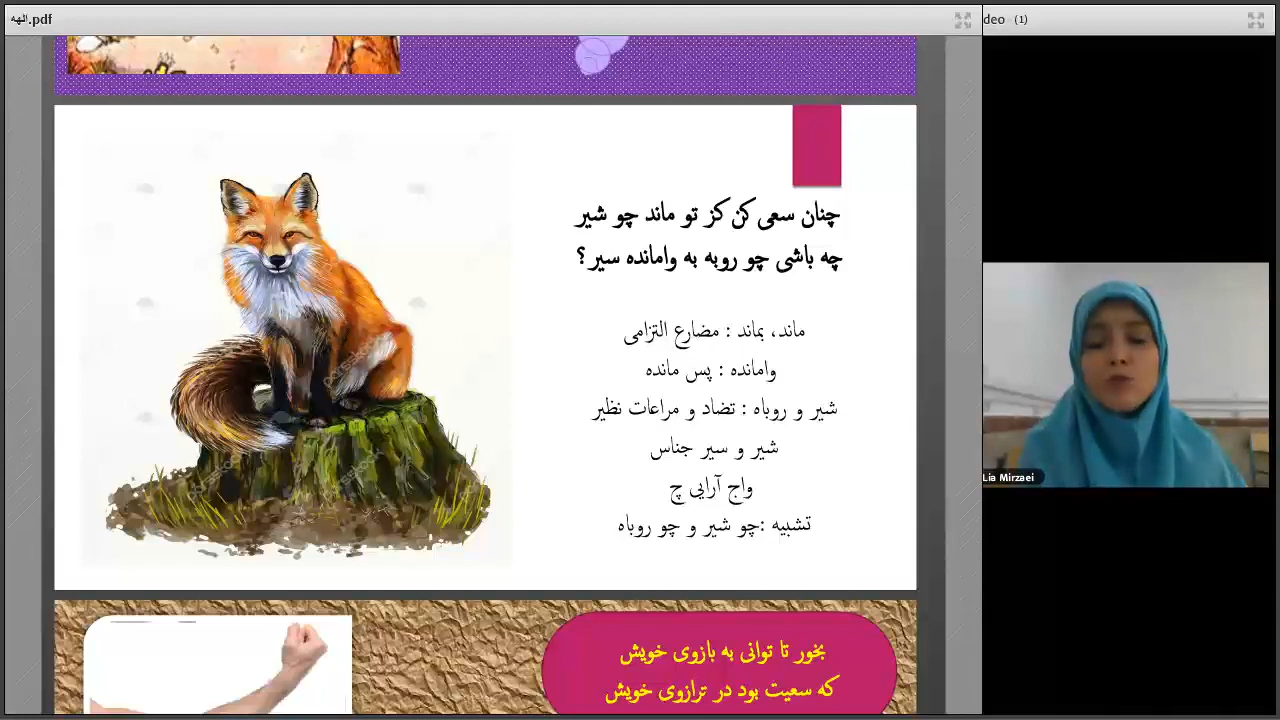 الهه.pdf
deo - (1)
چنان سعی کن کز تو ماند چو شیر
چه باشی چو روبه به وامانده سیر؟
ماند، بماند : مضارع التزامی
وامانده : پس مانده
شیر و روباه : تضاد و مراعات نظیر
شیر و سیر جناس
واج آرایی چ
تشبیه :چو شیر و چو روباه
Lia Mirzaei
بخور تا توانی به بازوی خویش
که سعیت بود در ترازوی خویش